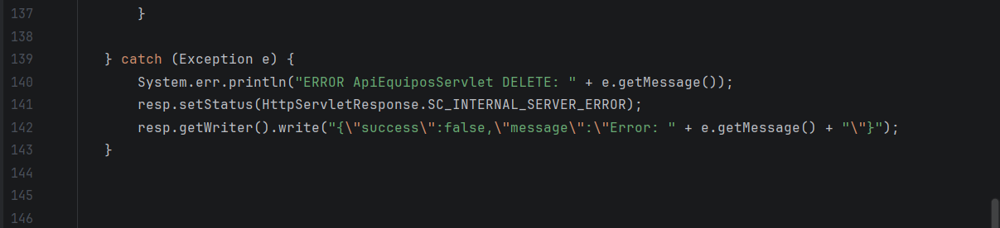 137            }
138
139        } catch (Exception e) {
140            System.err.println("ERROR ApiEquiposServlet DELETE: " + e.getMessage());
141            resp.setStatus(HttpServletResponse.SC_INTERNAL_SERVER_ERROR);
142            resp.getWriter().write("{\"success\":false,\"message\":\"Error: " + e.getMessage() + "\"}");
143        }
144
145
146